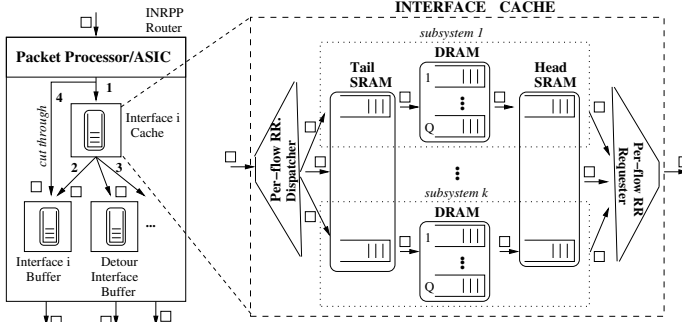 INRPP
Router
Packet Processor/ASIC
4
1
cut through
Interface i
Cache
2
3
...
Interface i
Buffer
Detour
Interface
Buffer
INTERFACE CACHE
subsystem 1
DRAM
Tail
SRAM
Head
SRAM
1
Q
Per-flow RR.
Dispatcher
Per-flow RR
Requester
subsystem k
DRAM
1
Q